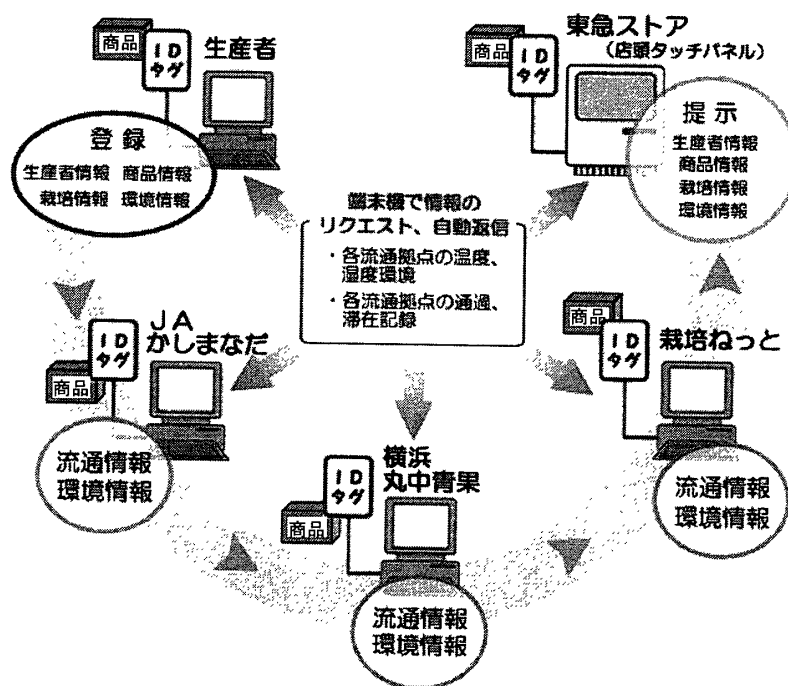 商品
ID
タグ
生産者
登録
生産者情報 商品情報
栽培情報 環境情報
商品
ID
タグ
東急ストア
(店頭タッチパネル)
提示
生産者情報
商品情報
栽培情報
環境情報
端末機で情報の
リクエスト、自動返信
・各流通拠点の温度、
湿度環境
・各流通拠点の通過、
滞在記録
JA
かしまなだ
ID
タグ
商品
流通情報
環境情報
横浜
丸中青果
ID
タグ
商品
流通情報
環境情報
商品
ID
タグ
栽培ねっと
流通情報
環境情報